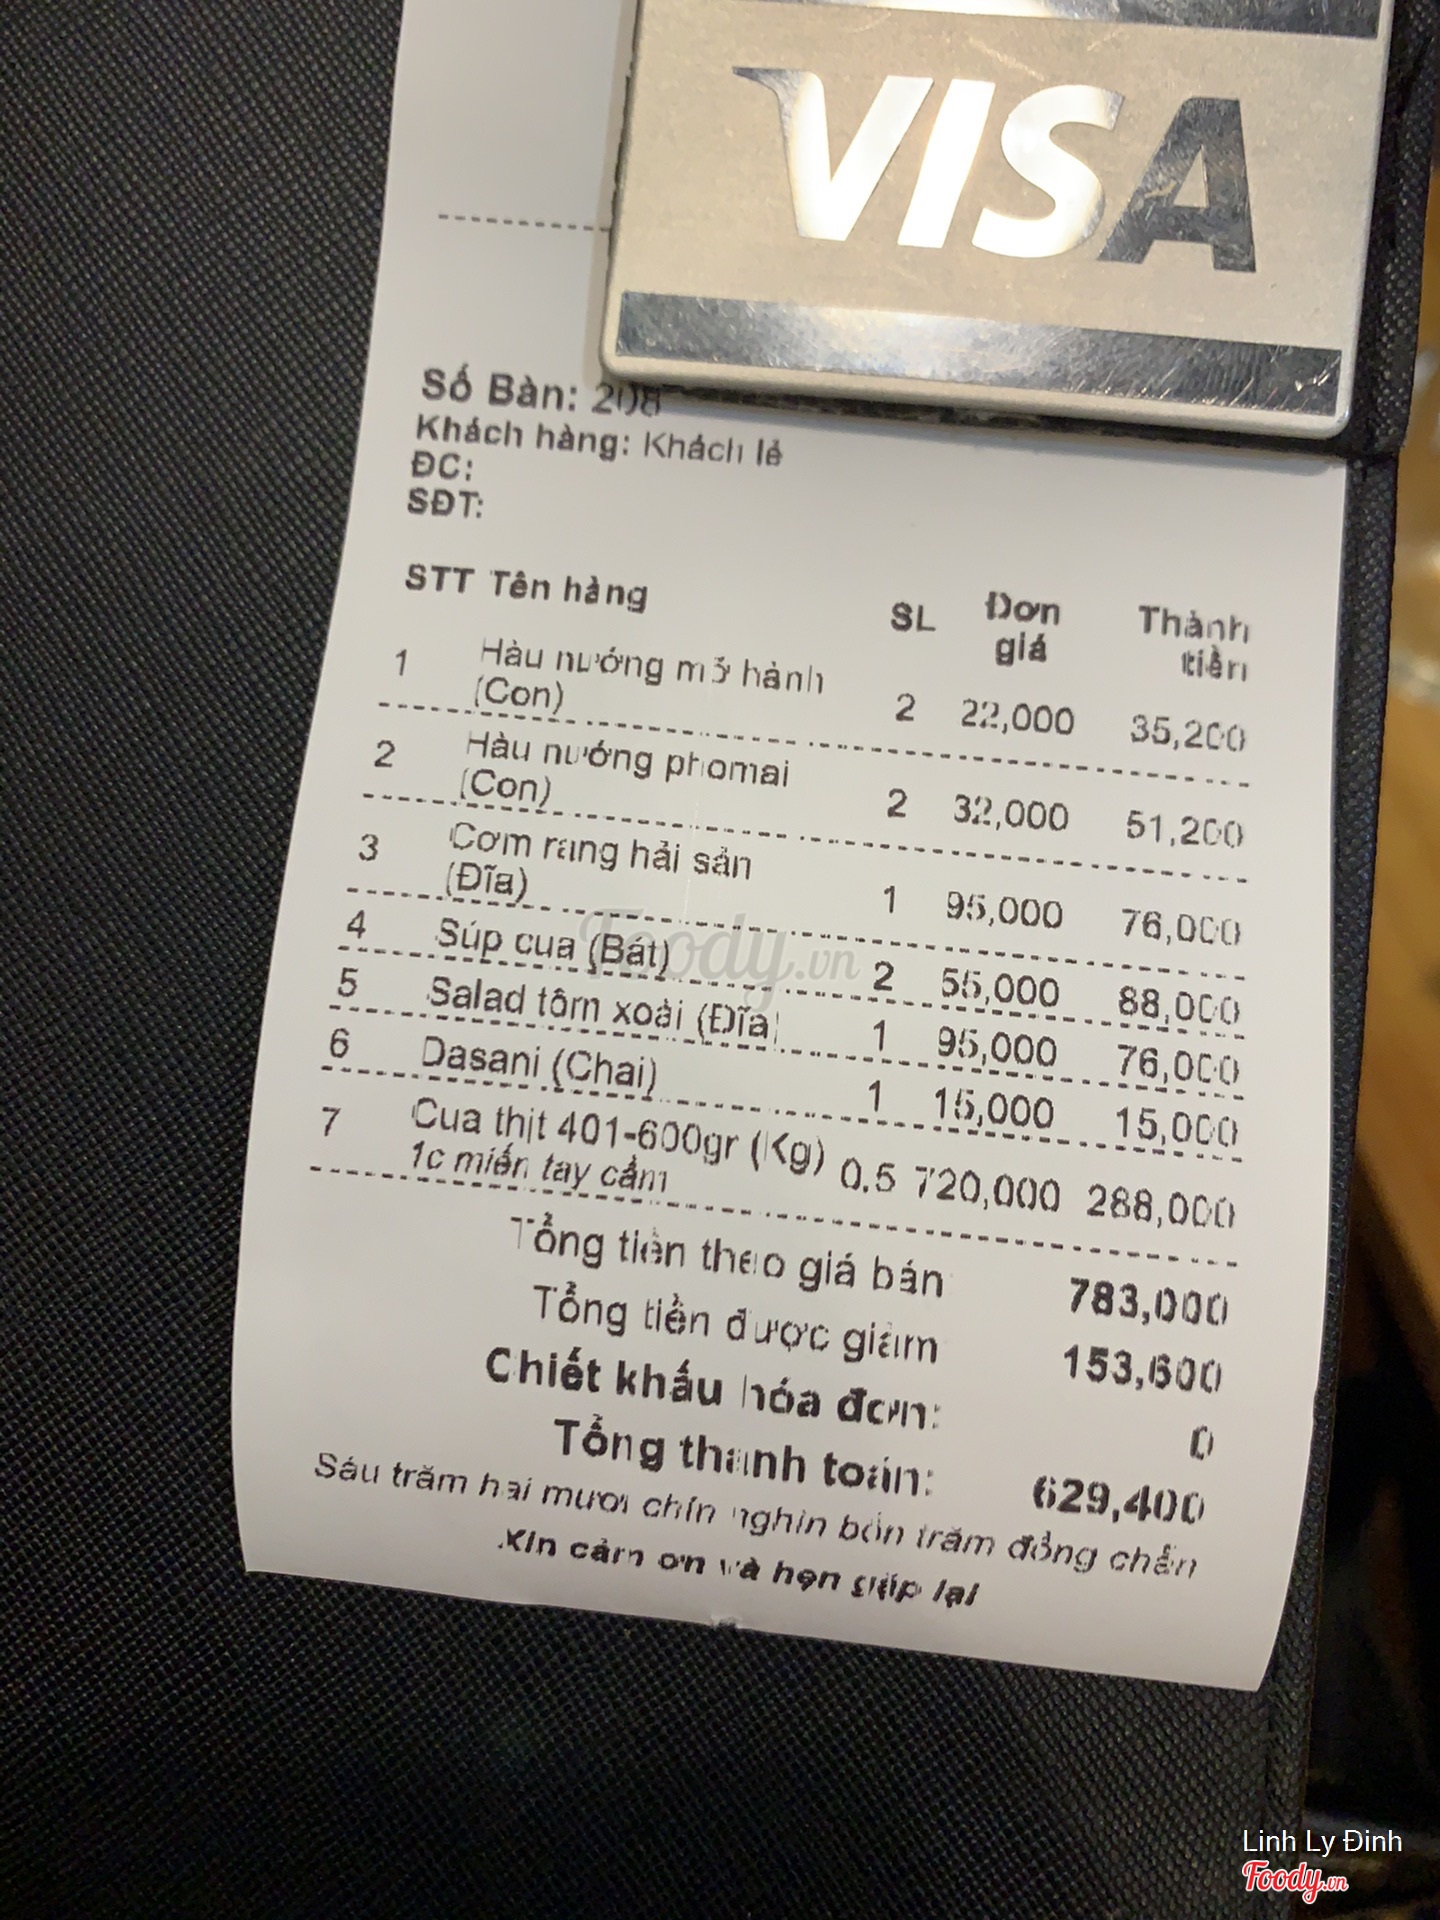 VISA
Số Bàn: 208
Khách hàng: Khách lẻ
ĐC:
SĐT:
STT Tên hàng SL Đơn giá Thành tiền
1 Hàu nướng mỡ hành (Con) 2 22,000 35,200
2 Hàu nướng phomai (Con) 2 32,000 51,200
3 Cơm rang hải sản (Đĩa) 1 95,000 76,000
4 Súp cua (Bát) 2 55,000 88,000
5 Salad tôm xoài (Đĩa) 1 95,000 76,000
6 Dasani (Chai) 1 15,000 15,000
7 Cua thịt 401-600gr (Kg) 0.5 720,000 288,000
1c miến tay cầm
Tổng tiền theo giá bán 783,000
Tổng tiền được giảm 153,600
Chiết khấu hóa đơn: 0
Tổng thanh toán: 629,400
Sáu trăm hai mươi chín nghìn bốn trăm đồng chẵn
Xin cảm ơn và hẹn gặp lại
Foody.vn
Linh Ly Đinh
Foody.vn